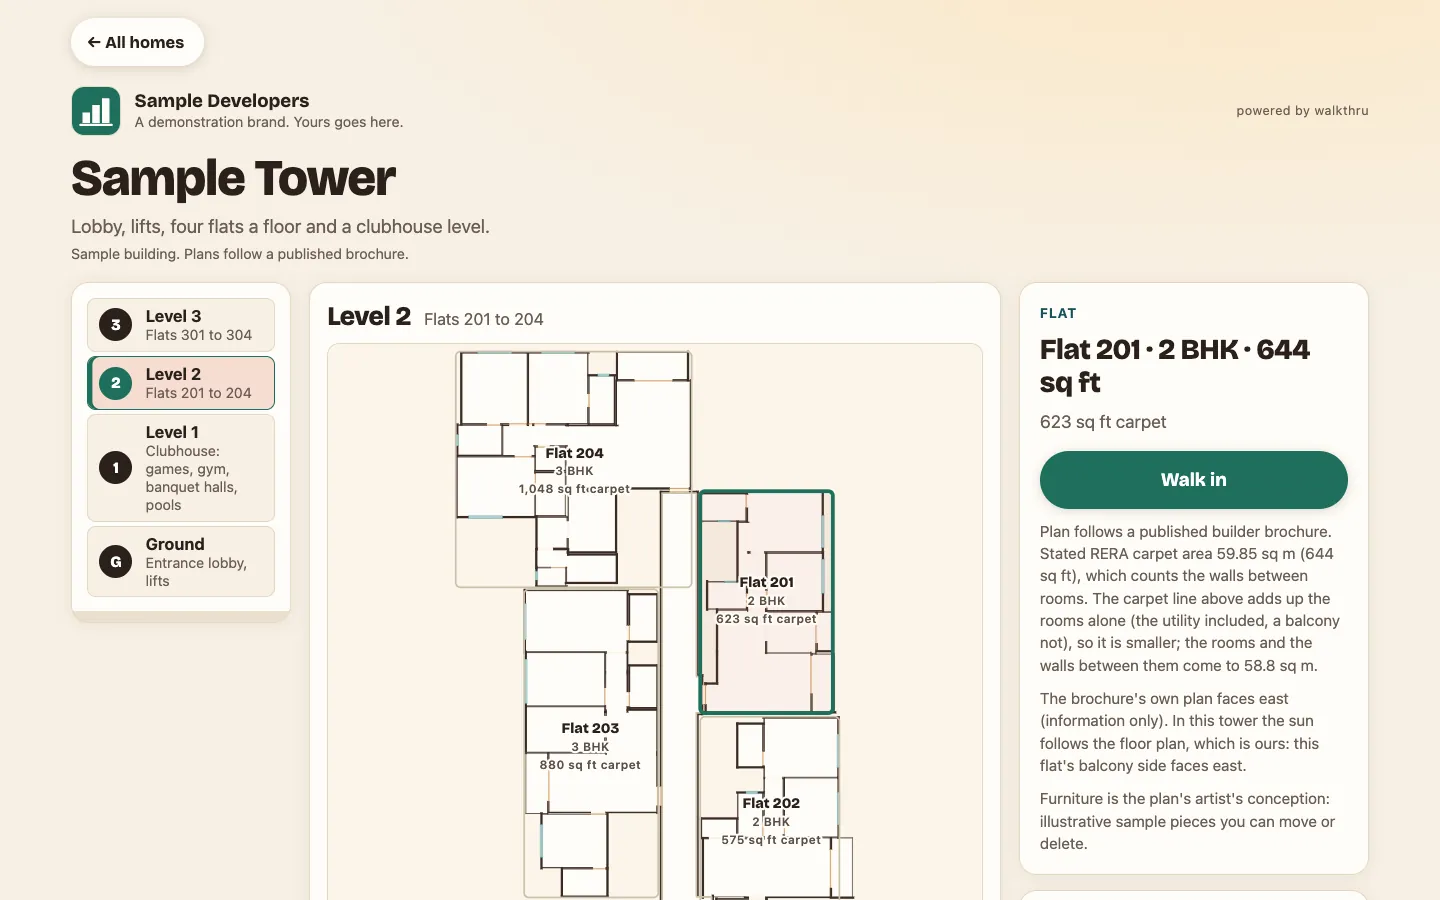 ← All homes
Sample Developers
A demonstration brand. Yours goes here.
powered by walkthru
Sample Tower
Lobby, lifts, four flats a floor and a clubhouse level.
Sample building. Plans follow a published brochure.
3
Level 3
Flats 301 to 304
2
Level 2
Flats 201 to 204
1
Level 1
Clubhouse:
games, gym,
banquet halls,
pools
G
Ground
Entrance lobby,
lifts
Level 2 Flats 201 to 204
Flat 204
3 BHK
1,048 sq ft carpet
Flat 201
2 BHK
623 sq ft carpet
Flat 203
3 BHK
880 sq ft carpet
Flat 202
2 BHK
575 sq ft carpet
FLAT
Flat 201 · 2 BHK · 644
sq ft
623 sq ft carpet
Walk in
Plan follows a published builder brochure.
Stated RERA carpet area 59.85 sq m (644
sq ft), which counts the walls between
rooms. The carpet line above adds up the
rooms alone (the utility included, a balcony
not), so it is smaller; the rooms and the
walls between them come to 58.8 sq m.
The brochure's own plan faces east
(information only). In this tower the sun
follows the floor plan, which is ours: this
flat's balcony side faces east.
Furniture is the plan's artist's conception:
illustrative sample pieces you can move or
delete.